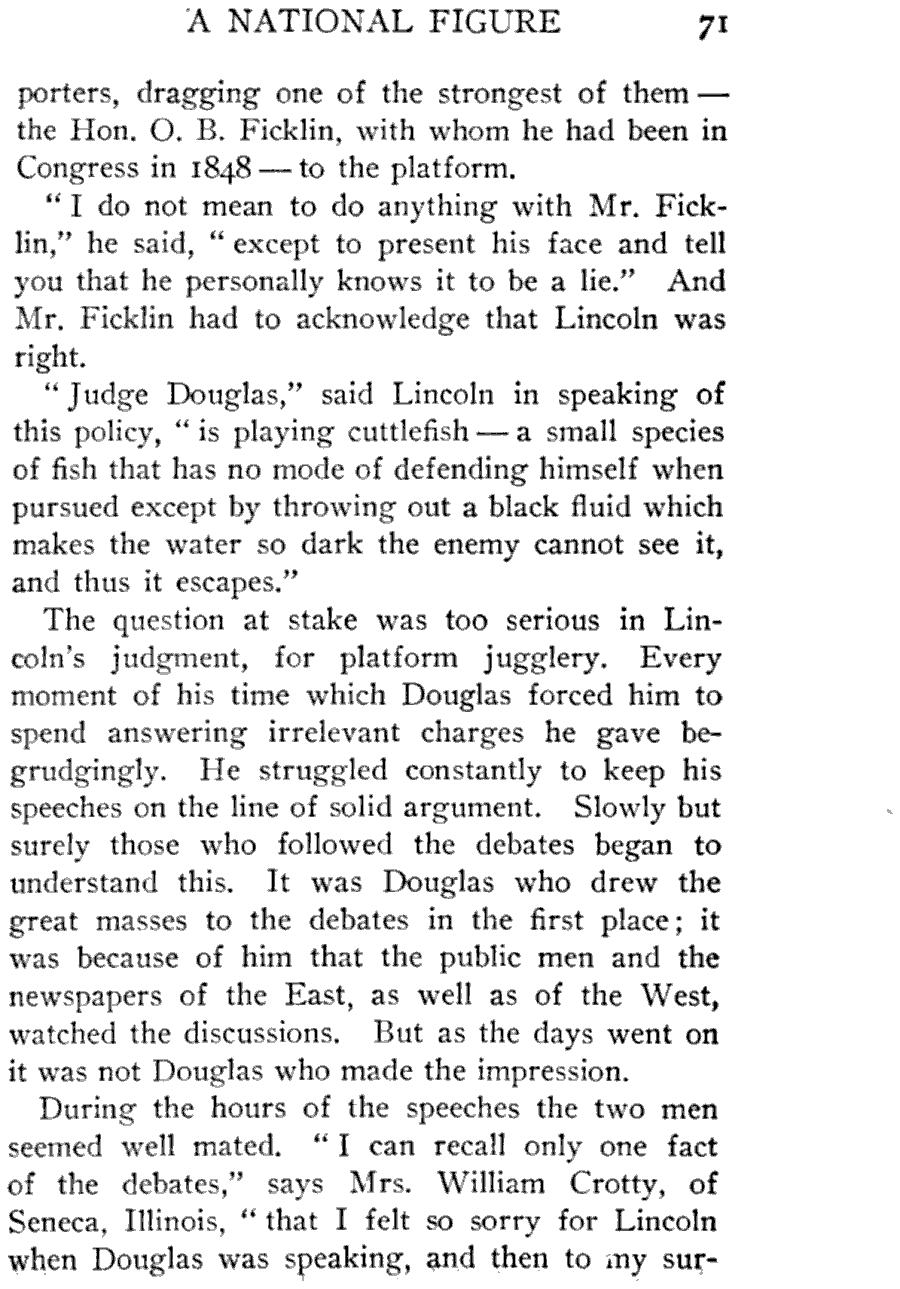 A NATIONAL FIGURE 71
porters, dragging one of the strongest of them —
the Hon. O. B. Ficklin, with whom he had been in
Congress in 1848 — to the platform.
“ I do not mean to do anything with Mr. Fick-
lin,” he said, “ except to present his face and tell
you that he personally knows it to be a lie.” And
Mr. Ficklin had to acknowledge that Lincoln was
right.
“ Judge Douglas,” said Lincoln in speaking of
this policy, “ is playing cuttlefish — a small species
of fish that has no mode of defending himself when
pursued except by throwing out a black fluid which
makes the water so dark the enemy cannot see it,
and thus it escapes.”
The question at stake was too serious in Lin-
coln's judgment, for platform jugglery. Every
moment of his time which Douglas forced him to
spend answering irrelevant charges he gave be-
grudgingly. He struggled constantly to keep his
speeches on the line of solid argument. Slowly but
surely those who followed the debates began to
understand this. It was Douglas who drew the
great masses to the debates in the first place; it
was because of him that the public men and the
newspapers of the East, as well as of the West,
watched the discussions. But as the days went on
it was not Douglas who made the impression.
During the hours of the speeches the two men
seemed well mated. “ I can recall only one fact
of the debates,” says Mrs. William Crotty, of
Seneca, Illinois, “ that I felt so sorry for Lincoln
when Douglas was speaking, and then to my sur-